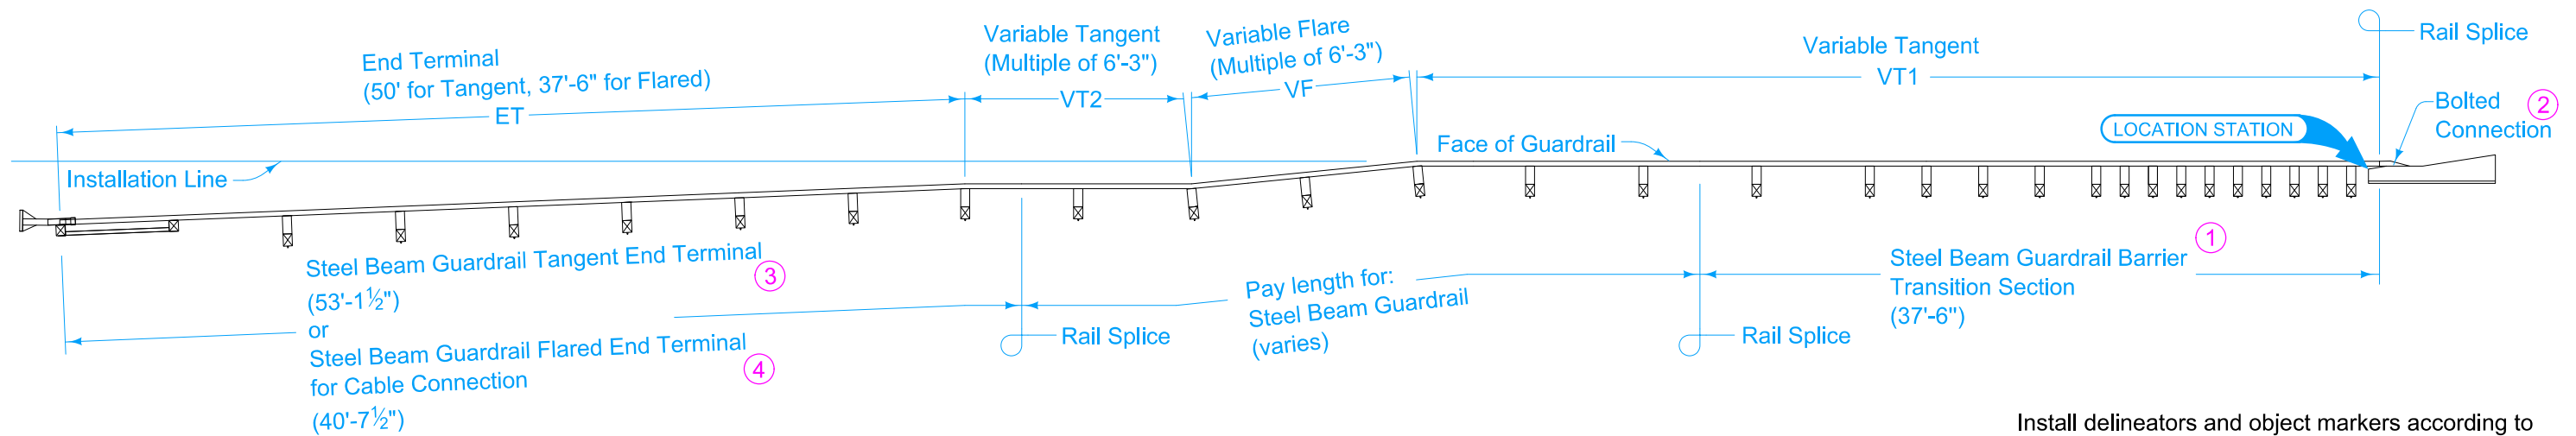 End Terminal
(50' for Tangent, 37'-6" for Flared)
ET
Variable Tangent
(Multiple of 6'-3")
VT2
Variable Flare
(Multiple of 6'-3")
VF
Variable Tangent
VT1
Rail Splice
Bolted
Connection
2
LOCATION STATION
Face of Guardrail
Installation Line
Steel Beam Guardrail Tangent End Terminal
3
(53'-1½")
or
Steel Beam Guardrail Flared End Terminal
for Cable Connection
4
(40'-7½")
Rail Splice
Pay length for:
Steel Beam Guardrail
(varies)
Rail Splice
1
Steel Beam Guardrail Barrier
Transition Section
(37'-6")
Install delineators and object markers according to